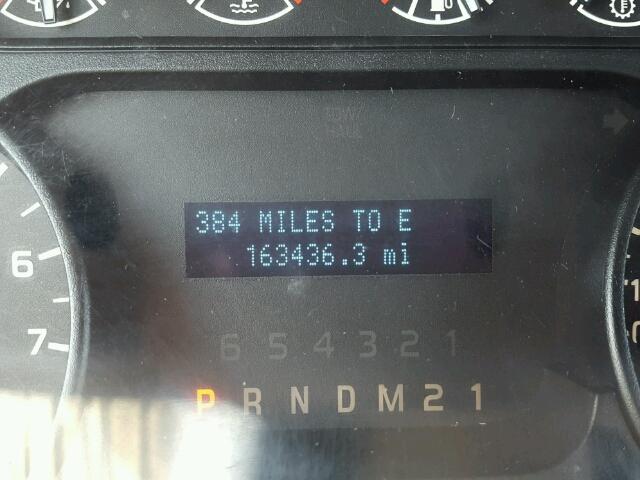 384 MILES TO E
163436.3 mi
6
7
6 5 4 3 2 1
P R N D M 2 1